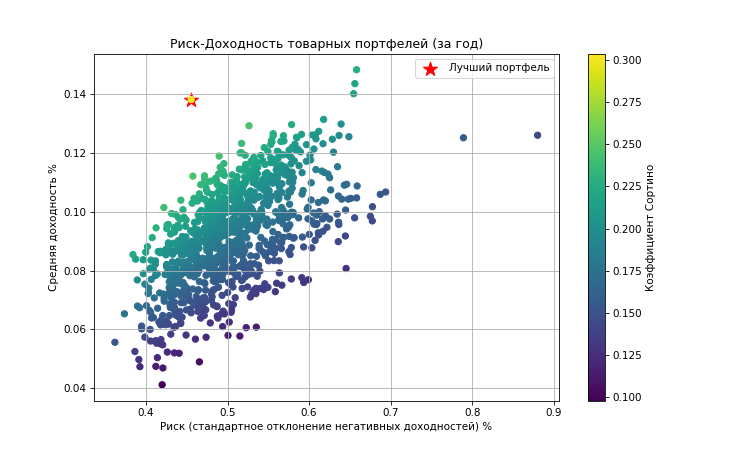 Риск-Доходность товарных портфелей (за год)
Лучший портфель
Средняя доходность %
0.14
0.12
0.10
0.08
0.06
0.04
0.4 0.5 0.6 0.7 0.8 0.9
Риск (стандартное отклонение негативных доходностей) %
0.300
0.275
0.250
0.225
0.200
0.175
0.150
0.125
0.100
Коэффициент Сортино